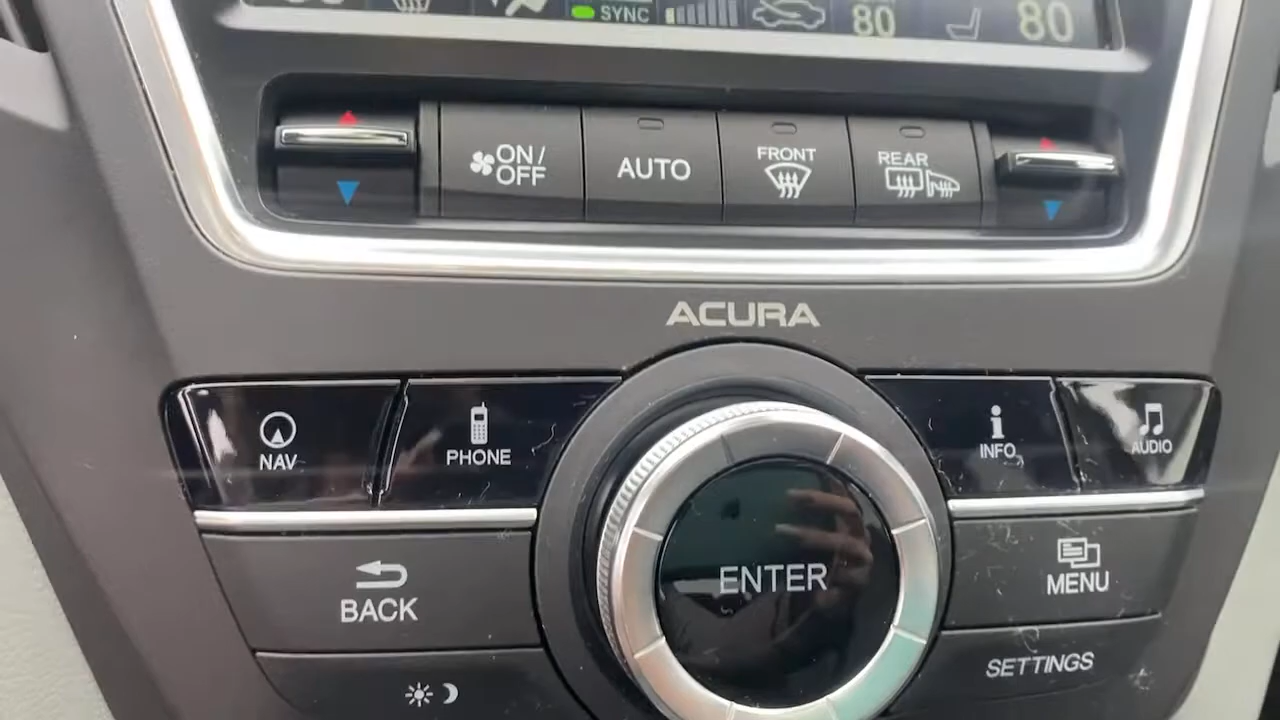 SYNC
80
80
ON/
OFF
AUTO
FRONT
REAR
ACURA
NAV
PHONE
INFO
AUDIO
BACK
ENTER
MENU
SETTINGS